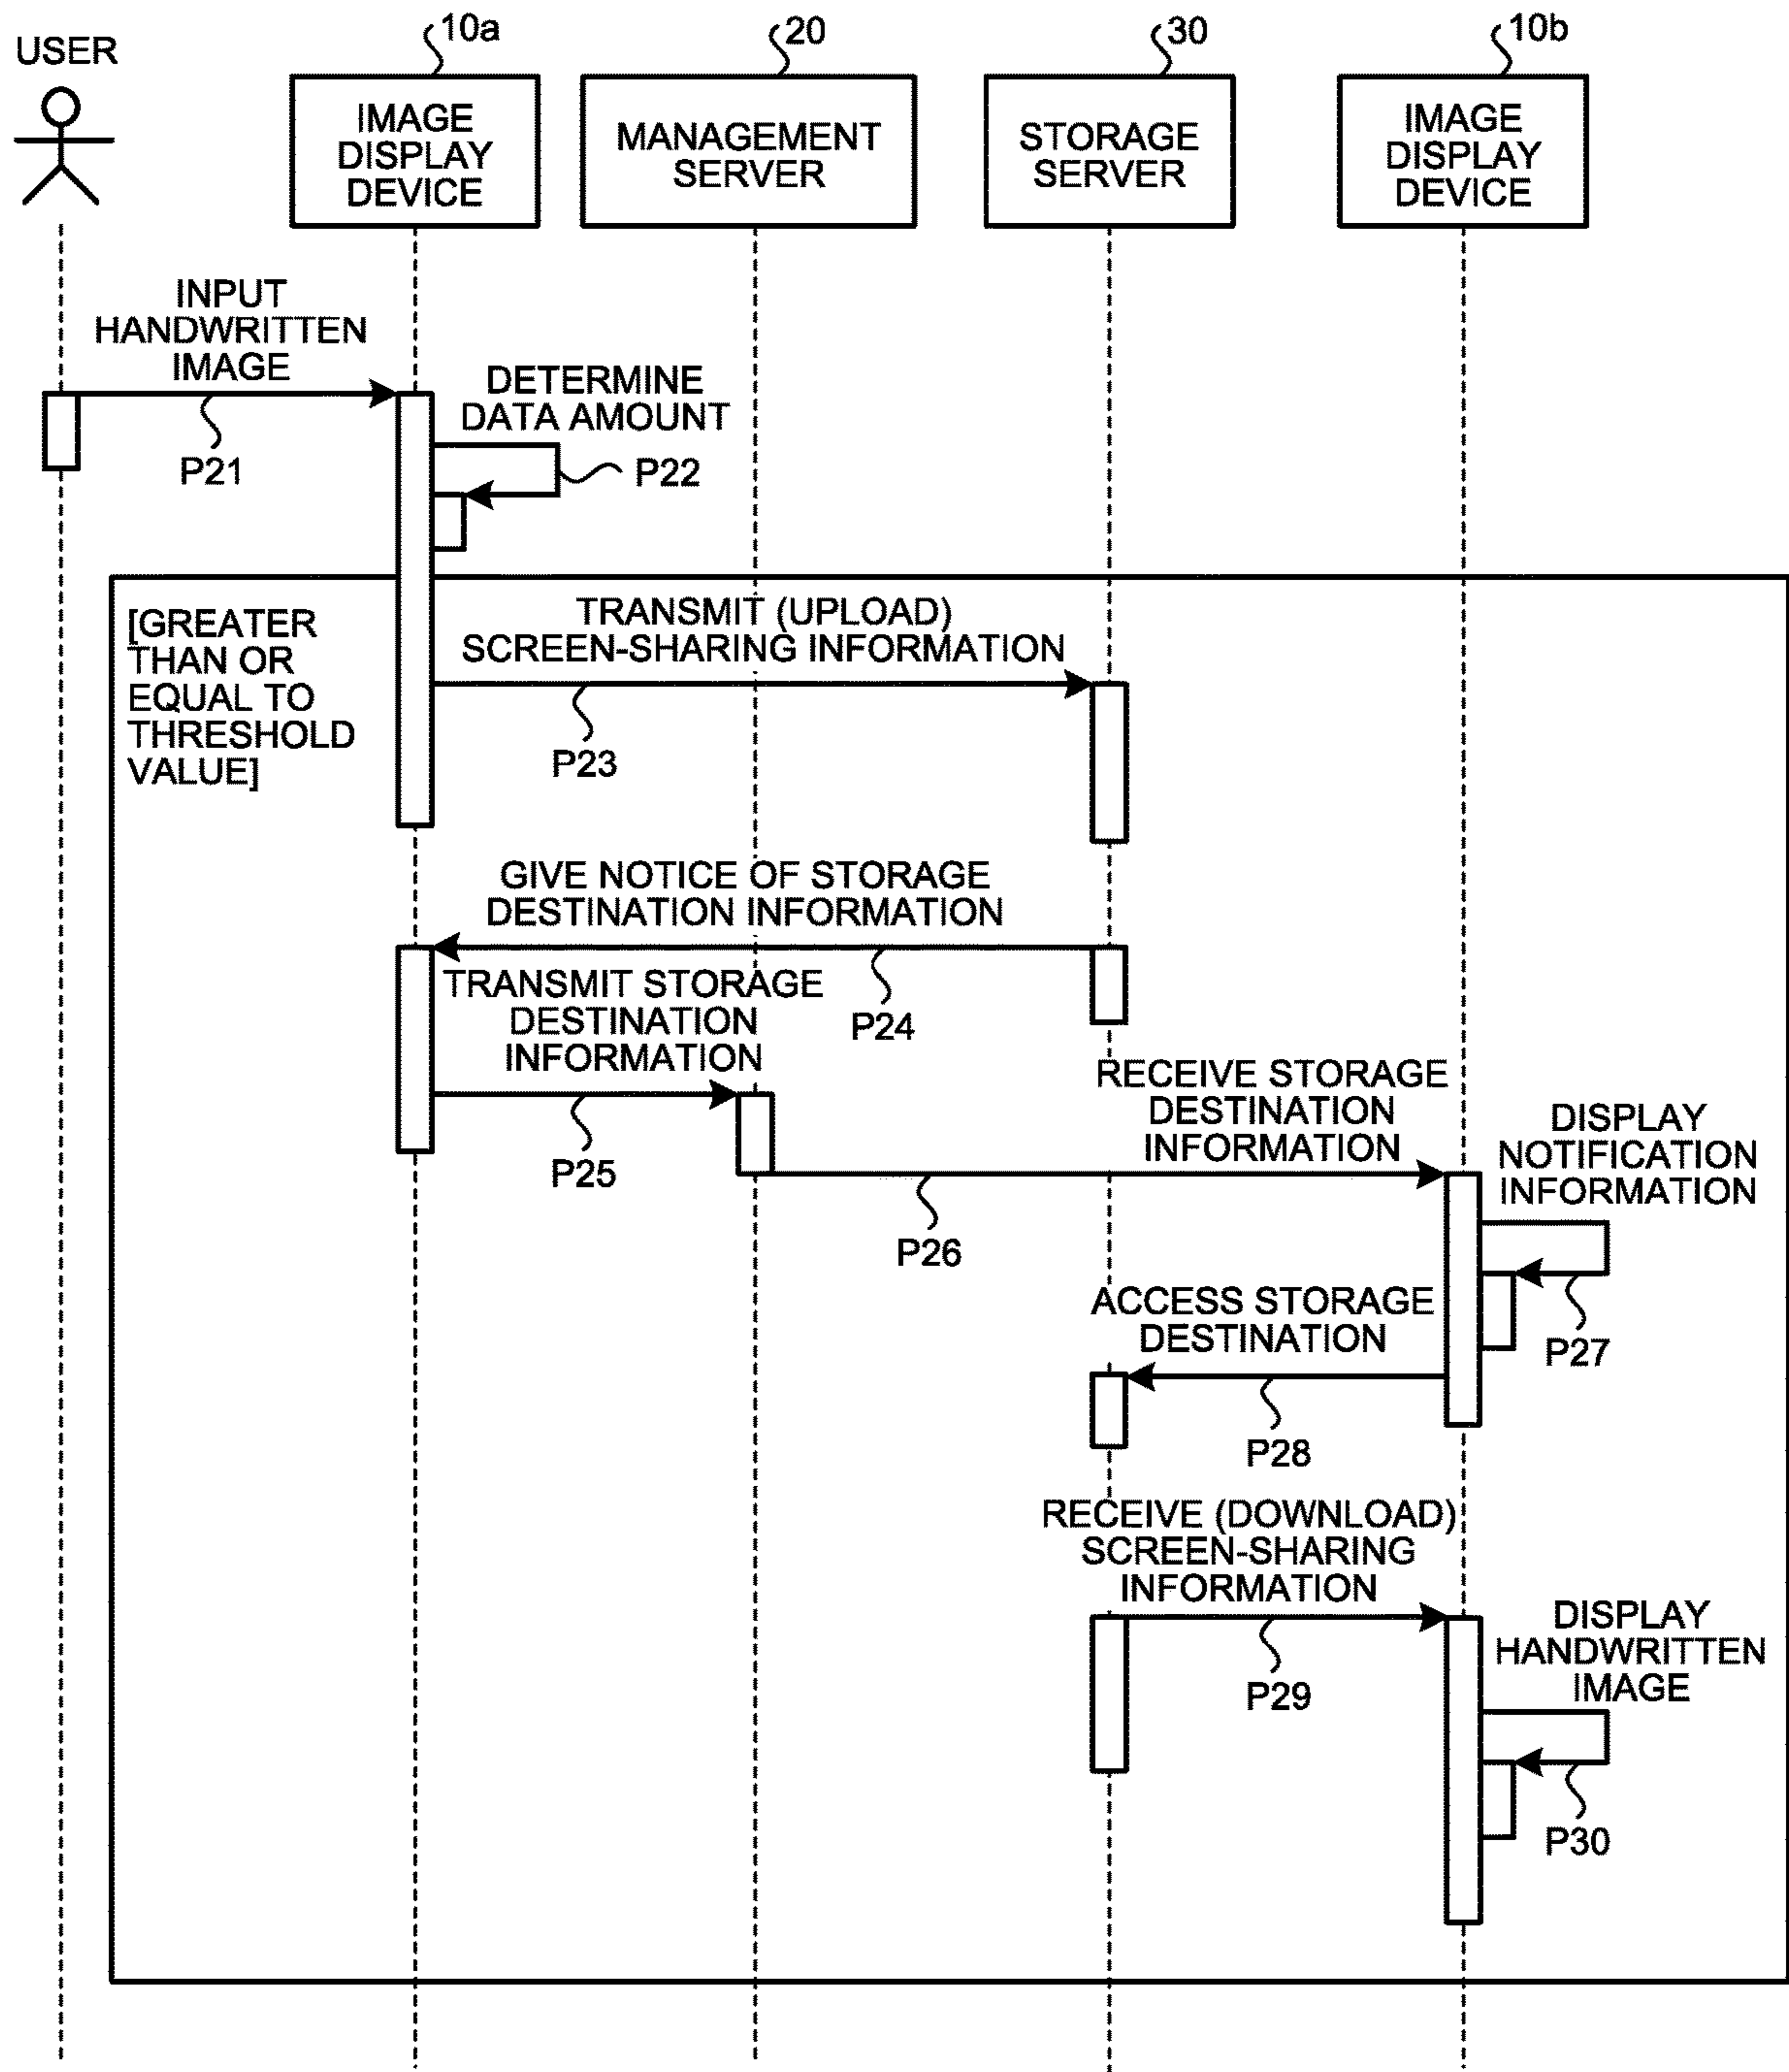 USER
10a
20
30
10b
IMAGE
DISPLAY
DEVICE
MANAGEMENT
SERVER
STORAGE
SERVER
IMAGE
DISPLAY
DEVICE
INPUT
HANDWRITTEN
IMAGE
P21
DETERMINE
DATA AMOUNT
P22
[GREATER
THAN OR
EQUAL TO
THRESHOLD
VALUE]
TRANSMIT (UPLOAD)
SCREEN-SHARING INFORMATION
P23
GIVE NOTICE OF STORAGE
DESTINATION INFORMATION
P24
TRANSMIT STORAGE
DESTINATION
INFORMATION
P25
RECEIVE STORAGE
DESTINATION
INFORMATION
P26
DISPLAY
NOTIFICATION
INFORMATION
P27
ACCESS STORAGE
DESTINATION
P28
RECEIVE (DOWNLOAD)
SCREEN-SHARING
INFORMATION
P29
DISPLAY
HANDWRITTEN
IMAGE
P30